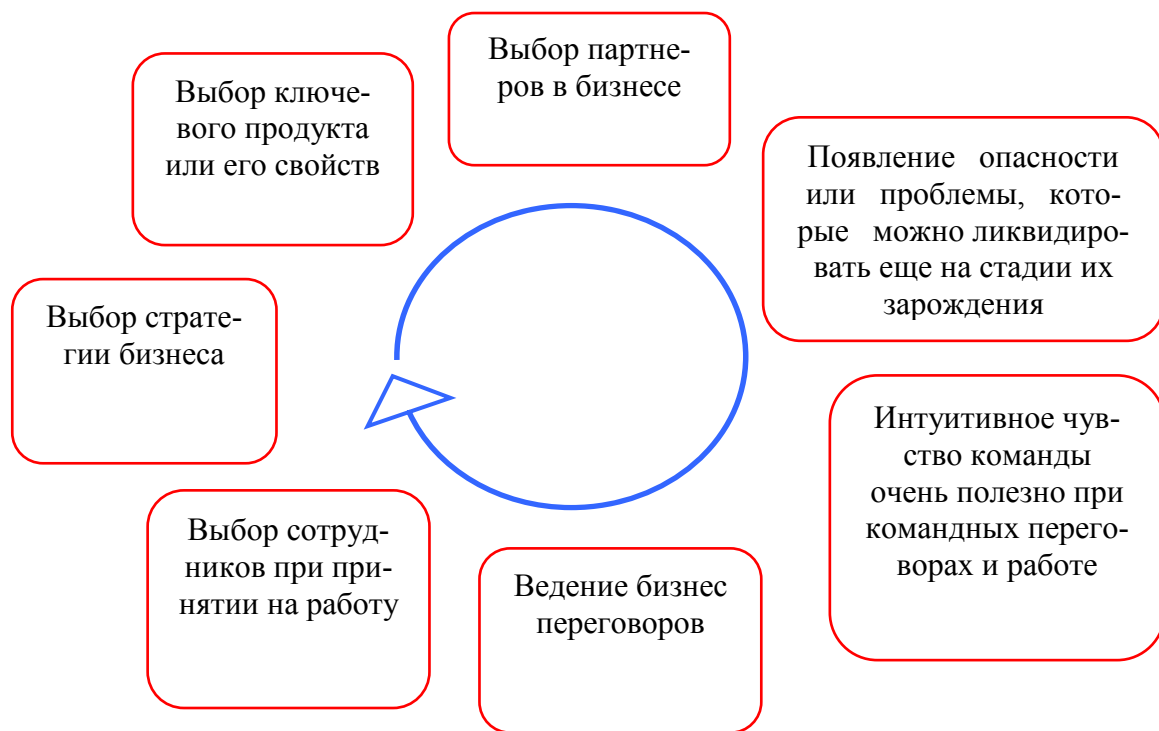 Выбор партне-
ров в бизнесе
Выбор ключе-
вого продукта
или его свойств
Появление опасности
или проблемы, кото-
рые можно ликвидиро-
вать еще на стадии их
зарождения
Выбор страте-
гии бизнеса
Интуитивное чув-
ство команды
очень полезно при
командных перего-
ворах и работе
Выбор сотруд-
ников при при-
нятии на работу
Ведение бизнес
переговоров